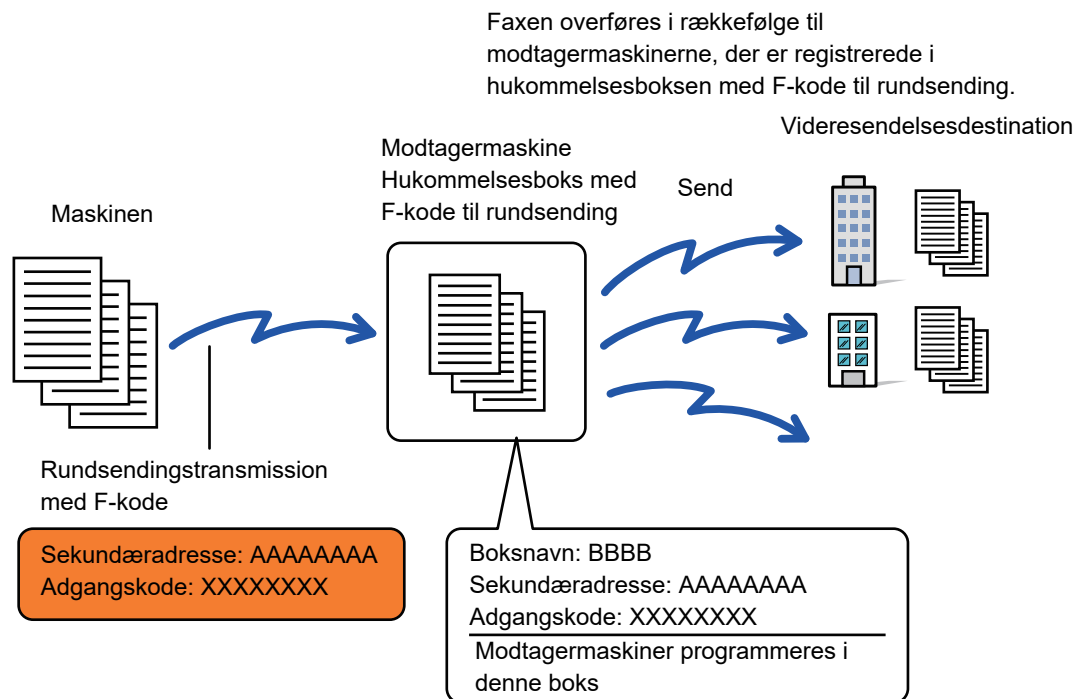 Faxen overføres i rækkefølge til
modtagermaskinerne, der er registrerede i
hukommelsesboksen med F-kode til rundsending.
Videresendelsesdestination
Modtagermaskine
Hukommelsesboks med
F-kode til rundsending
Send
Maskinen
Rundsendingstransmission
med F-kode
Sekundæradresse: AAAAAAAA
Adgangskode: XXXXXXXX
Boksnavn: BBBB
Sekundæradresse: AAAAAAAA
Adgangskode: XXXXXXXX
Modtagermaskiner programmeres i
denne boks